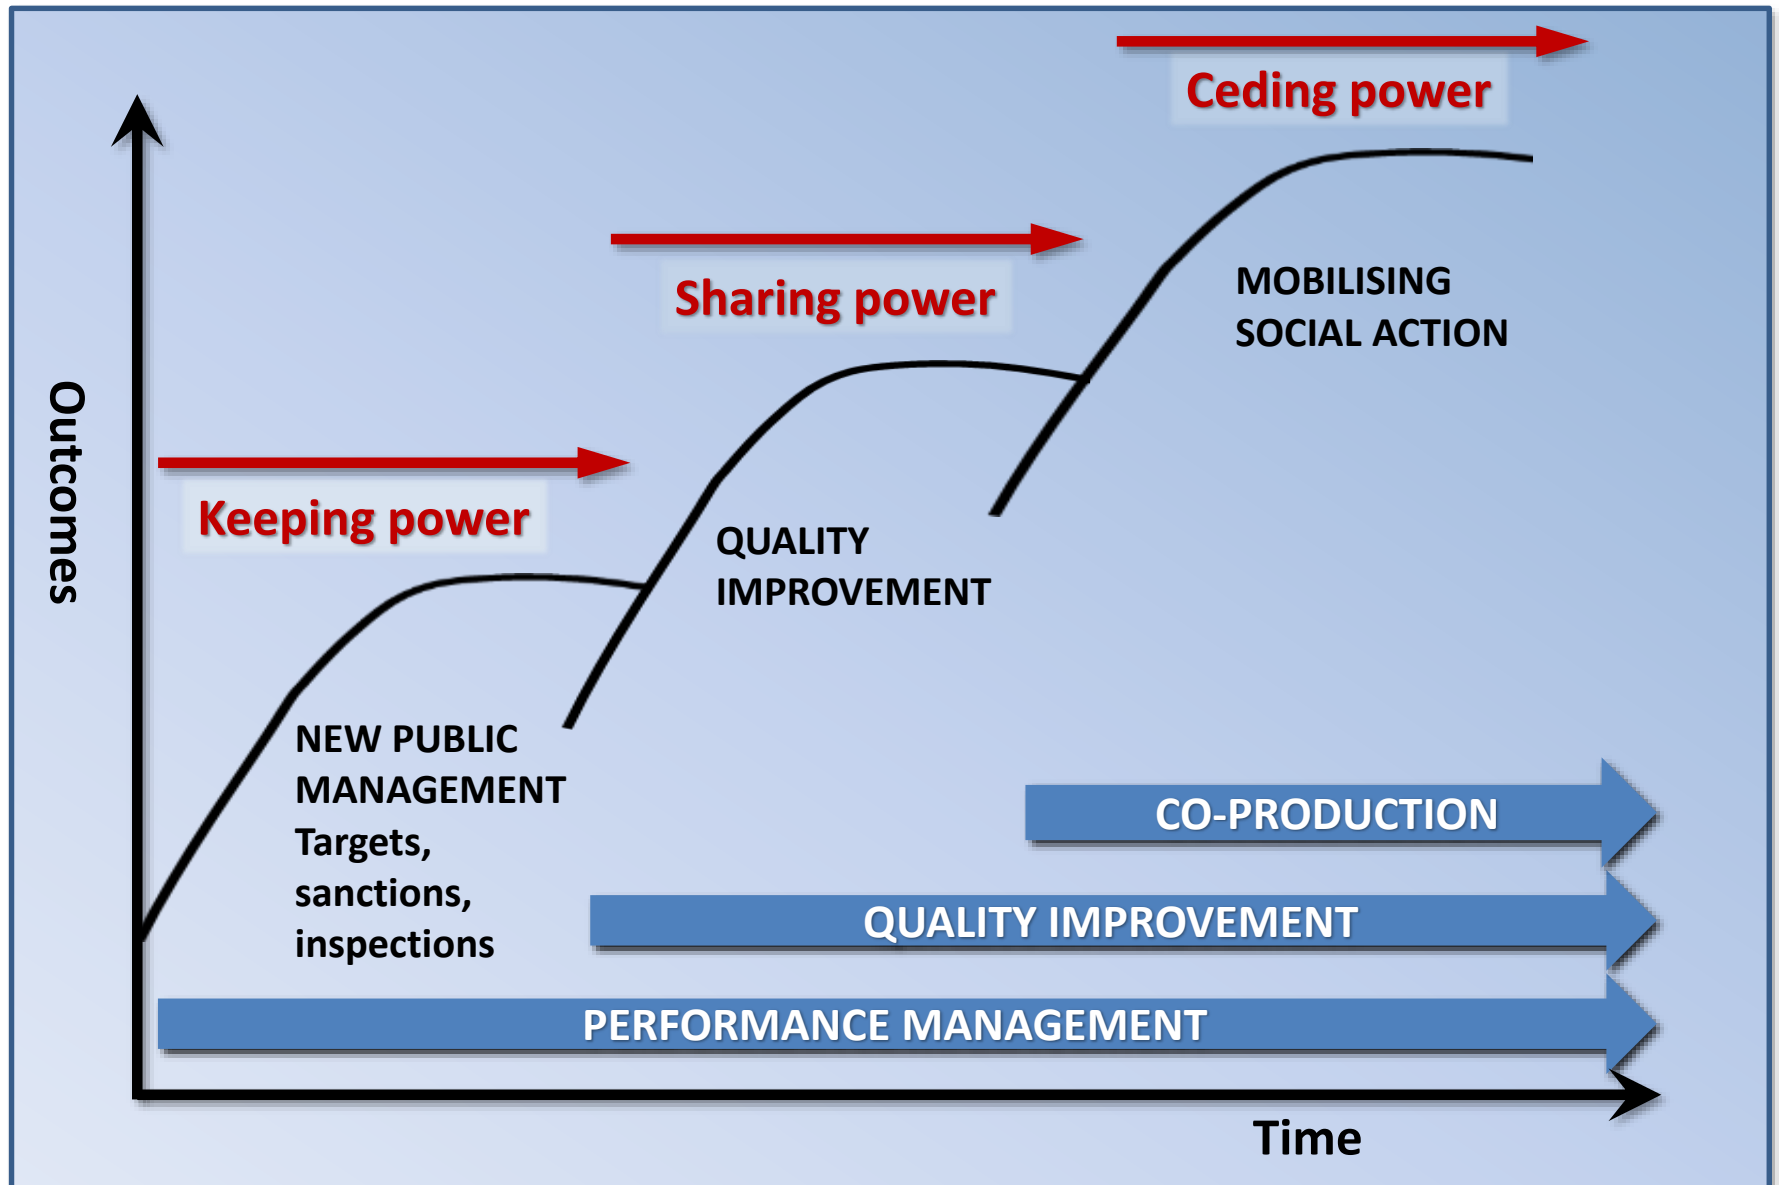 Ceding power
Sharing power
MOBILISING
SOCIAL ACTION
Outcomes
Keeping power
QUALITY
IMPROVEMENT
NEW PUBLIC
MANAGEMENT
Targets,
sanctions,
inspections
CO-PRODUCTION
QUALITY IMPROVEMENT
PERFORMANCE MANAGEMENT
Time